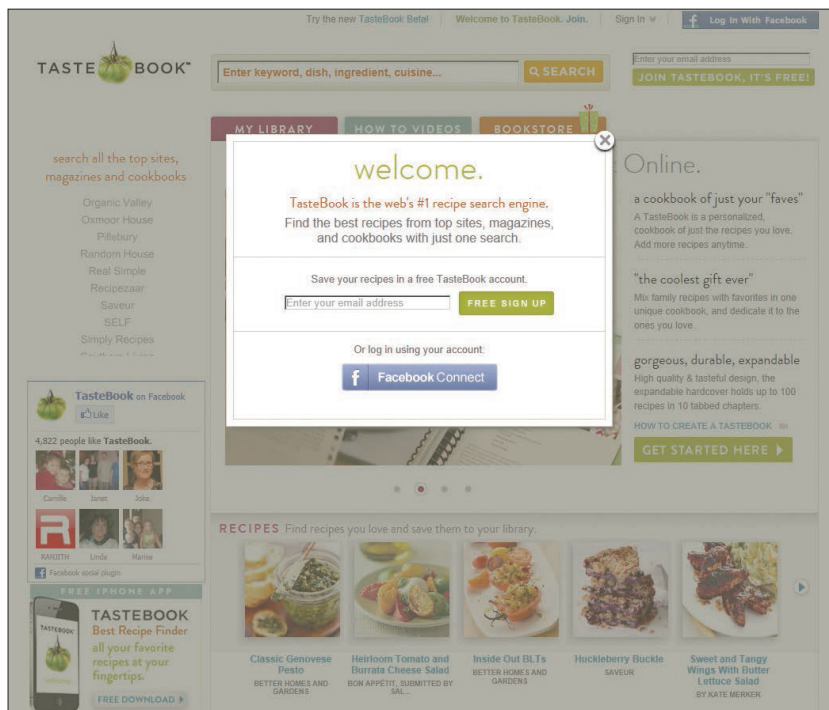 Try the new TasteBook Beta! Welcome to TasteBook. Join. Sign In Log In With Facebook
TASTE BOOK
Enter keyword, dish, ingredient, cuisine... SEARCH
Enter your email address
JOIN TASTEBOOK, IT'S FREE!
MY LIBRARY HOW TO VIDEOS BOOKSTORE
search all the top sites,
magazines and cookbooks
Organic Valley
Oxmoor House
Pillsbury
Random House
Real Simple
Recipezaar
Saveur
SELF
Simply Recipes
Southern Living
welcome.
TasteBook is the web's #1 recipe search engine.
Find the best recipes from top sites, magazines,
and cookbooks with just one search.
Save your recipes in a free TasteBook account.
Enter your email address FREE SIGN UP
Or log in using your account:
Facebook Connect
Online.
a cookbook of just your "faves"
A TasteBook is a personalized,
cookbook of just the recipes you love.
Add more recipes anytime.
"the coolest gift ever"
Mix family recipes with favorites in one
unique cookbook, and dedicate it to the
ones you love.
gorgeous, durable, expandable
High quality & tasteful design, the
expandable hardcover holds up to 100
recipes in 10 tabbed chapters.
HOW TO CREATE A TASTEBOOK
GET STARTED HERE
TasteBook on Facebook
Like
4,822 people like TasteBook.
Camille Janet Joke
RANJITH Linda Marise
Facebook social plugin
FREE IPHONE APP
TASTEBOOK
Best Recipe Finder
all your favorite
recipes at your
fingertips.
FREE DOWNLOAD
TASTEBOOK
welcome
RECIPES Find recipes you love and save them to your library.
Classic Genovese
Pesto
BETTER HOMES AND
GARDENS
Heirloom Tomato and
Burrata Cheese Salad
BON APPÉTIT, SUBMITTED BY
SAL...
Inside Out BLTs
BETTER HOMES AND
GARDENS
Huckleberry Buckle
SAVEUR
Sweet and Tangy
Wings With Butter
Lettuce Salad
BY KATE MERKER